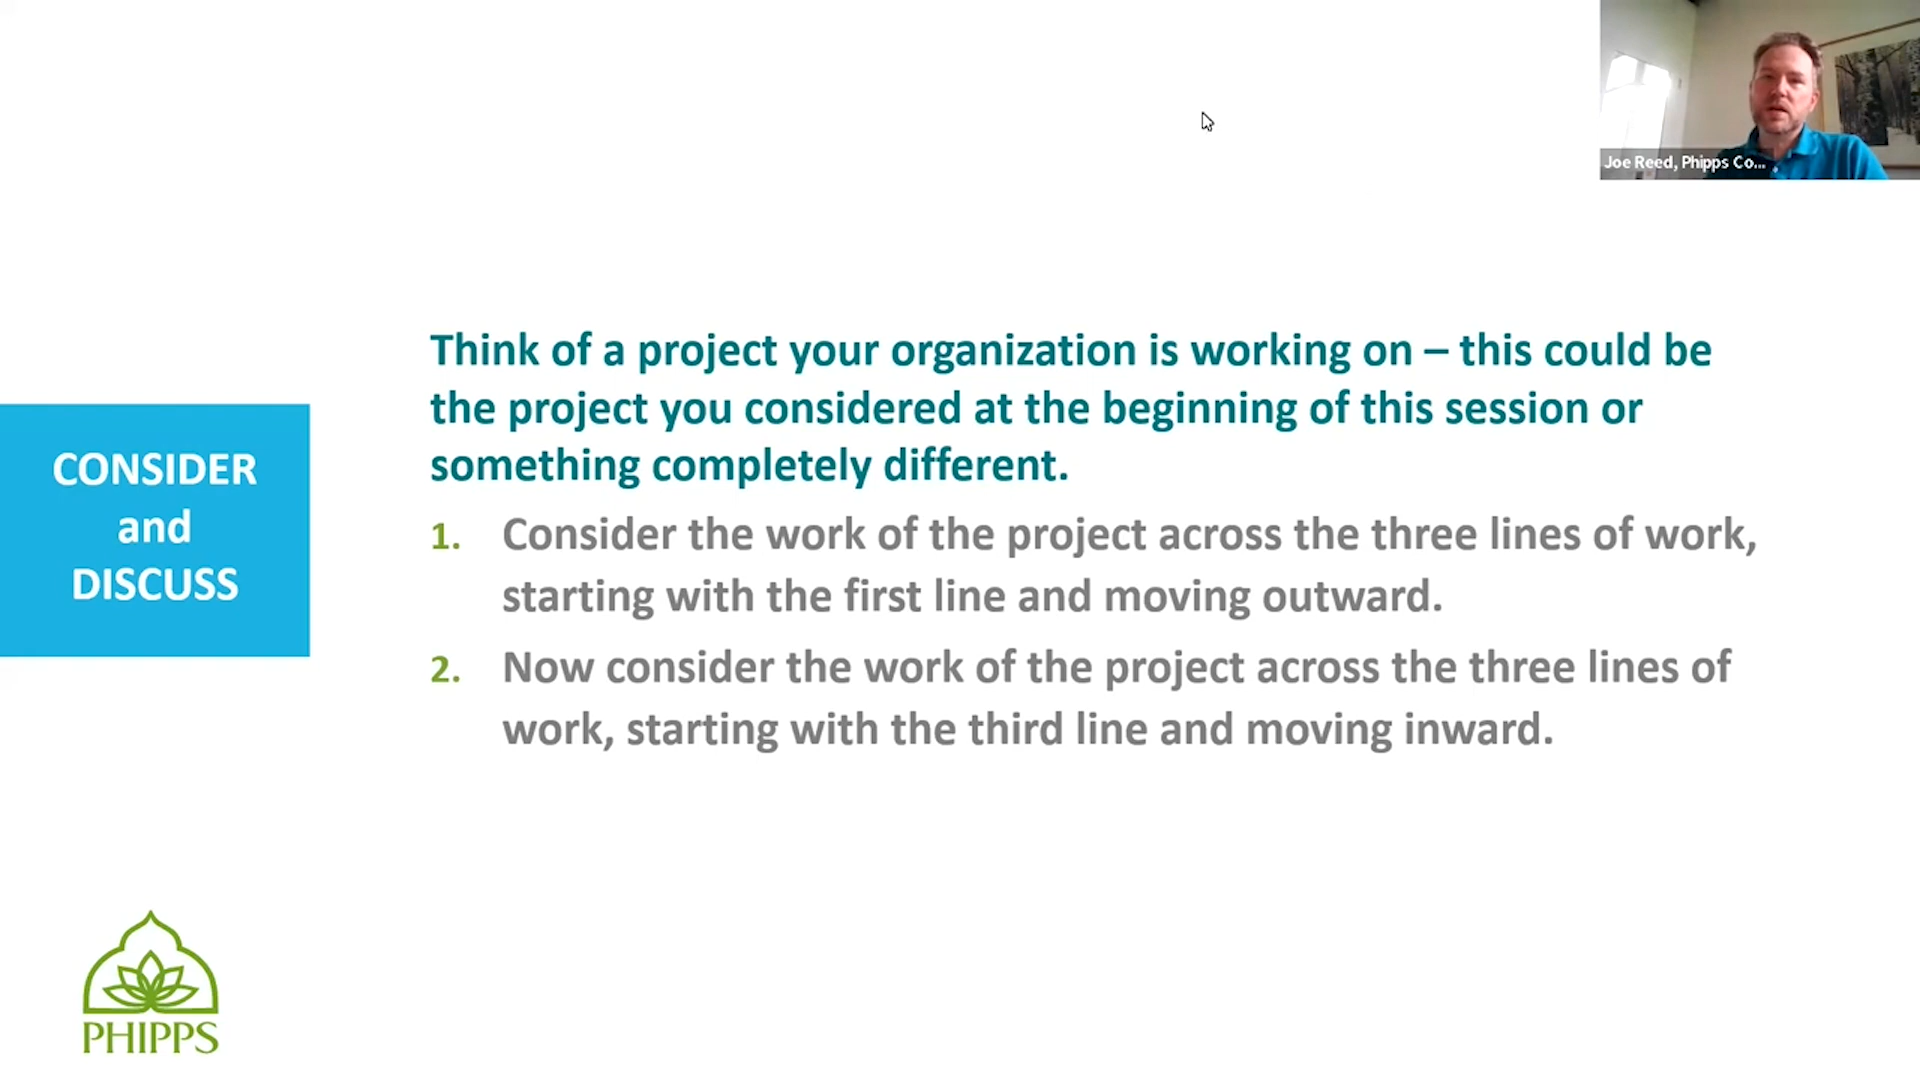 Joe Reed, Phipps Co...
Think of a project your organization is working on – this could be
the project you considered at the beginning of this session or
something completely different.
CONSIDER
and
DISCUSS
1. Consider the work of the project across the three lines of work,
starting with the first line and moving outward.
2. Now consider the work of the project across the three lines of
work, starting with the third line and moving inward.
PHIPPS